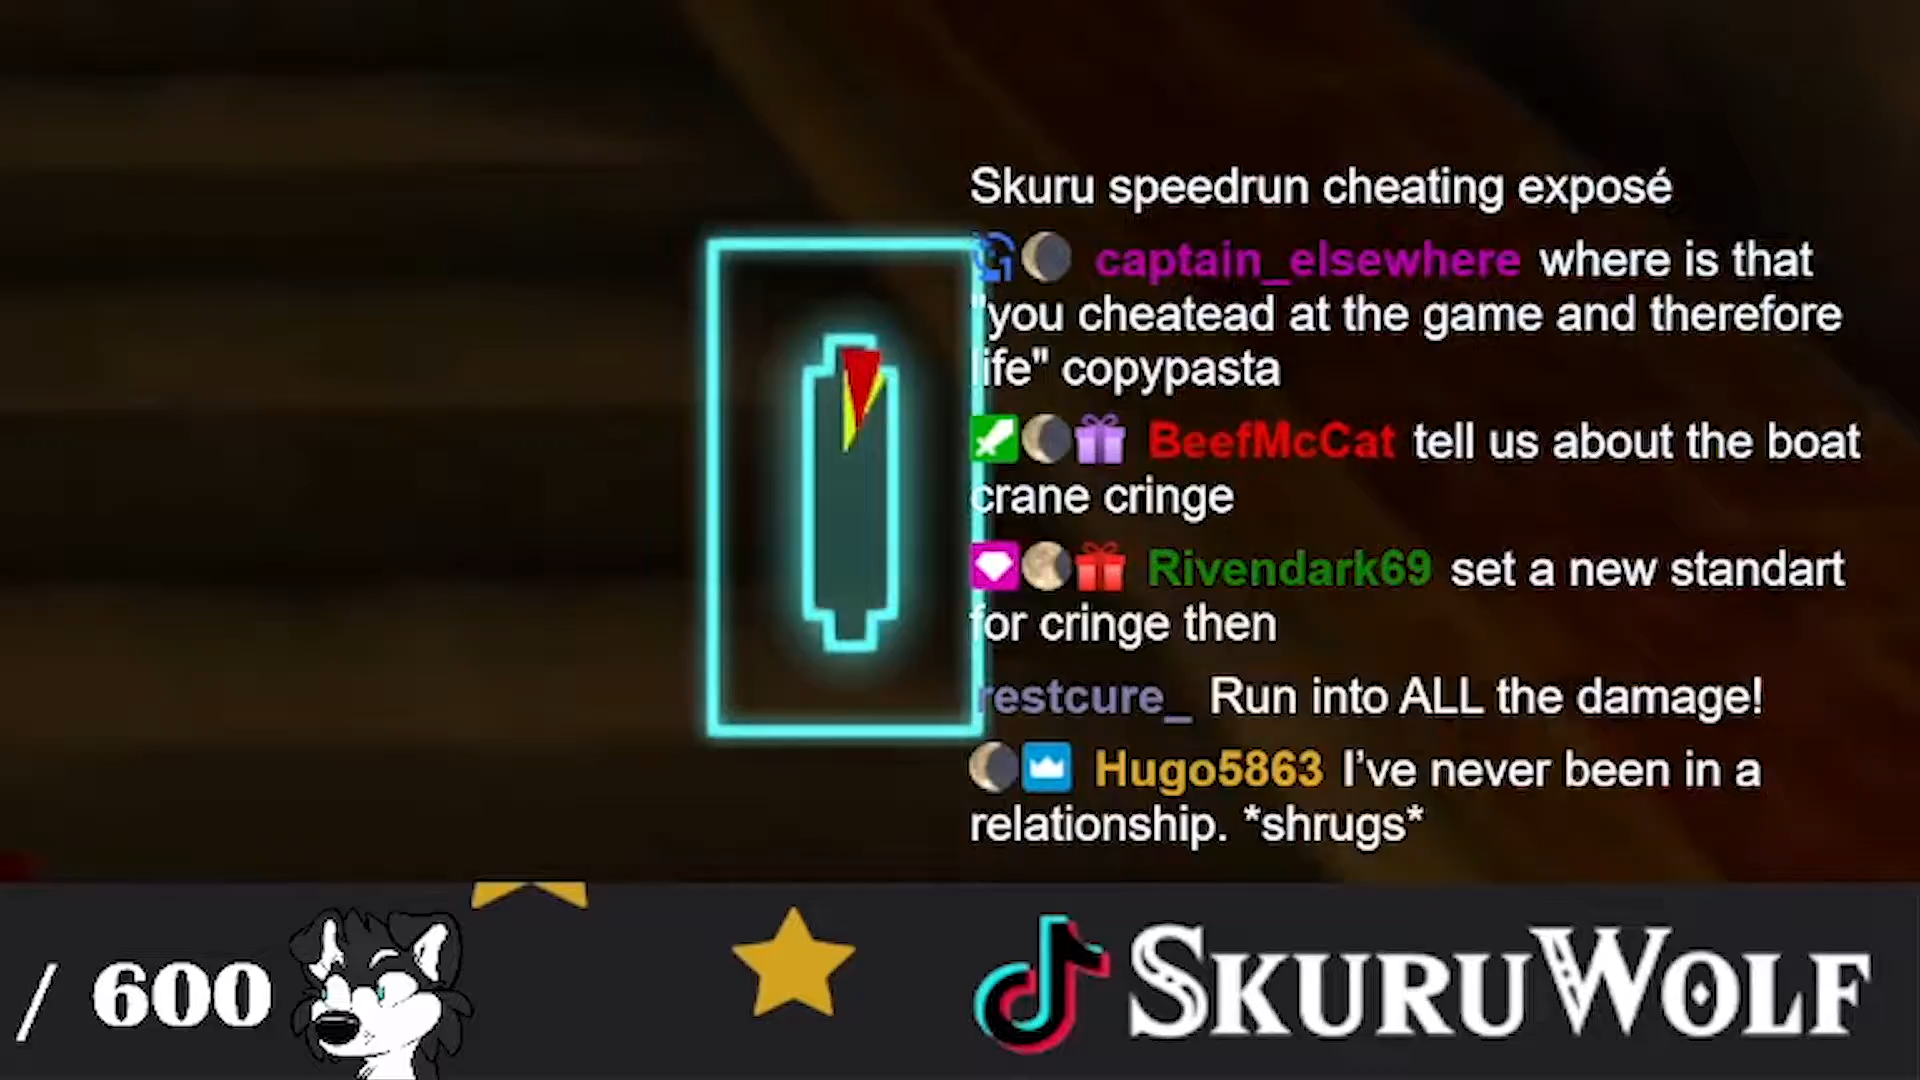 Skuru speedrun cheating exposé
captain_elsewhere where is that
"you cheatead at the game and therefore
life" copypasta
BeefMcCat tell us about the boat
crane cringe
Rivendark69 set a new standart
for cringe then
restcure_ Run into ALL the damage!
Hugo5863 I've never been in a
relationship. *shrugs*
/ 600
SKURUWOLF